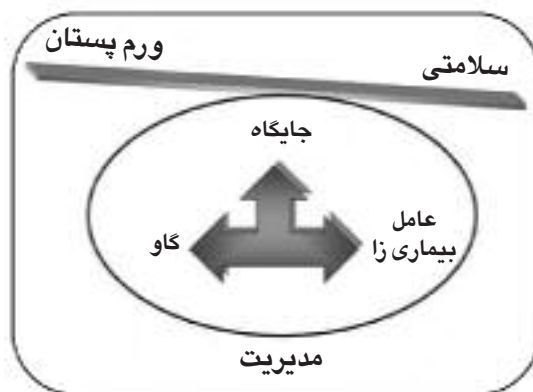 ورم پستان
سلامتی
جایگاه
عامل
بیماری زا
گاو
مدیریت